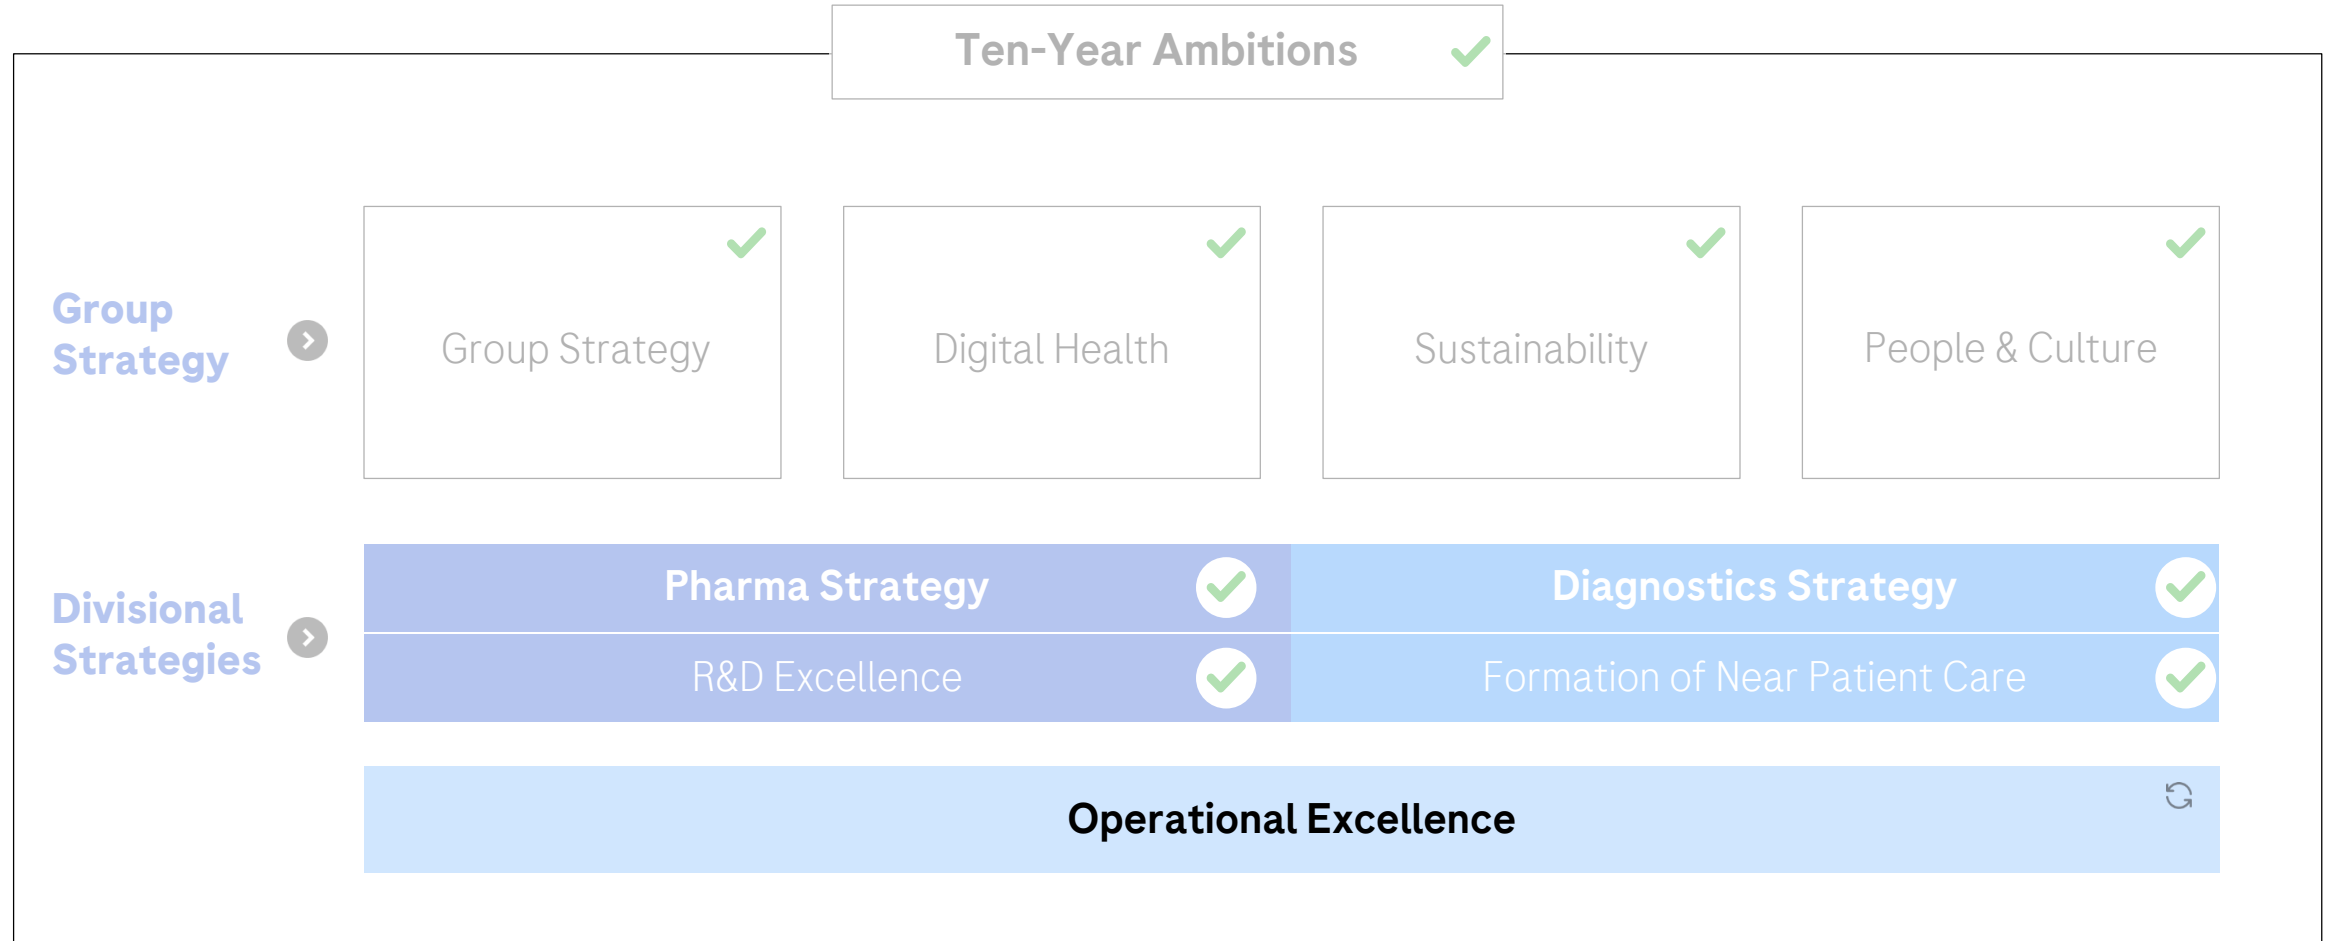 Ten-Year Ambitions
Group
Strategy
Group Strategy
Digital Health
Sustainability
People & Culture
Divisional
Strategies
Pharma Strategy
Diagnostics Strategy
R&D Excellence
Formation of Near Patient Care
Operational Excellence